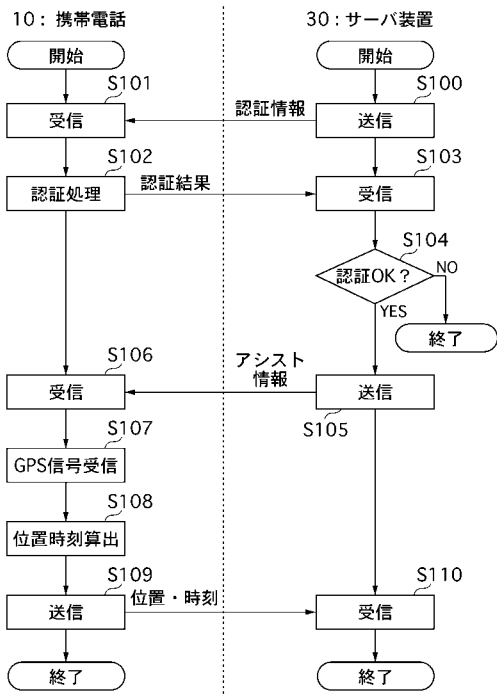 10：携帯電話
30：サーバ装置
開始
開始
S101
S100
受信
認証情報
送信
S102
S103
認証処理
認証結果
受信
S104
認証OK？
NO
YES
終了
S106
アシスト
情報
受信
送信
S105
S107
GPS信号受信
S108
位置時刻算出
S109
S110
送信
位置・時刻
受信
終了
終了